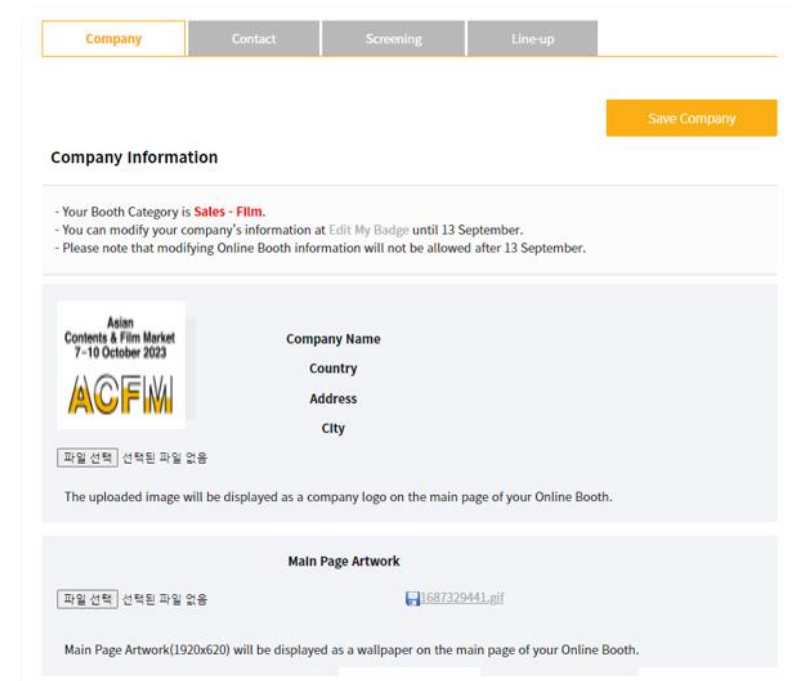 Company Contact Screening Line-up
Save Company
Company Information
- Your Booth Category is Sales - Film.
- You can modify your company's information at Edit My Badge until 13 September.
- Please note that modifying Online Booth information will not be allowed after 13 September.
Asian
Contents & Film Market
7-10 October 2023
ACFM
Company Name
Country
Address
City
파일 선택 선택된 파일 없음
The uploaded image will be displayed as a company logo on the main page of your Online Booth.
Main Page Artwork
파일 선택 선택된 파일 없음 1687329441.gif
Main Page Artwork(1920x620) will be displayed as a wallpaper on the main page of your Online Booth.